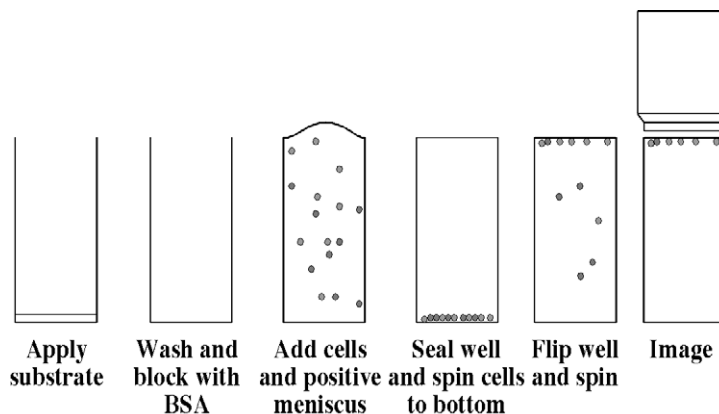 Apply
substrate
Wash and
block with
BSA
Add cells
and positive
meniscus
Seal well
and spin cells
to bottom
Flip well
and spin
Image